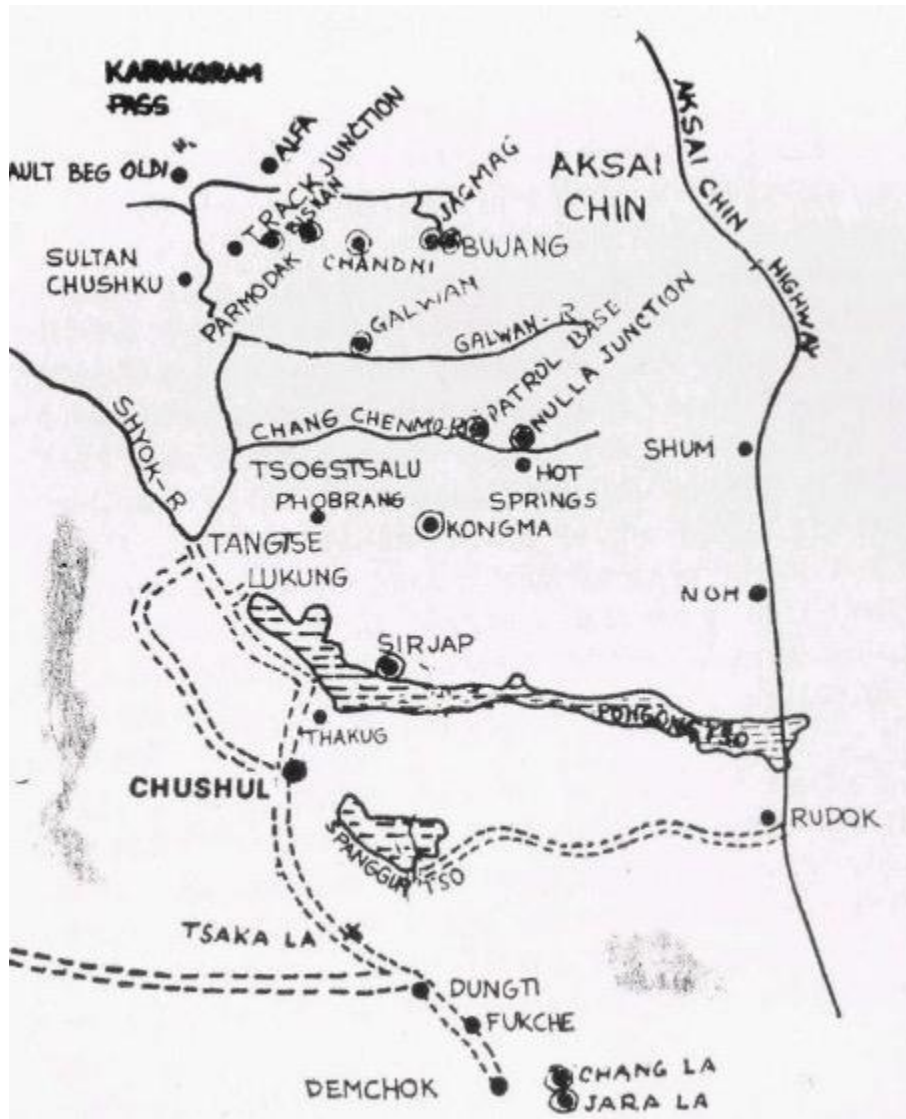 KARAKORAM
PASS
AULT BEG OLDI
ALFA
TRACK JUNCTION
BISHAN
JAGMAG
AKSAI
CHIN
AKSAI CHIN
HIGHWAY
SULTAN
CHUSHKU
PARMODAK
CHANDNI
BUJANG
GALWAN
GALWAN-R
PATROL BASE
NULLA JUNCTION
SHYOK-R
CHANG CHENMO
SHUM
TSOGSTSALU
PHOBRANG
HOT
SPRINGS
KONGMA
TANGTSE
LUKUNG
NOH
SIRJAP
PONGONG TSO
THAKUG
CHUSHUL
RUDOK
SPANGGUR TSO
TSAKA LA
DUNGTI
FUKCHE
DEMCHOK
CHANG LA
JARA LA